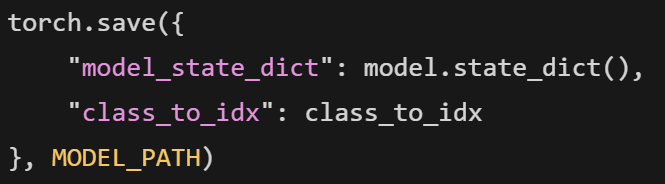 torch.save({
    "model_state_dict": model.state_dict(),
    "class_to_idx": class_to_idx
}, MODEL_PATH)